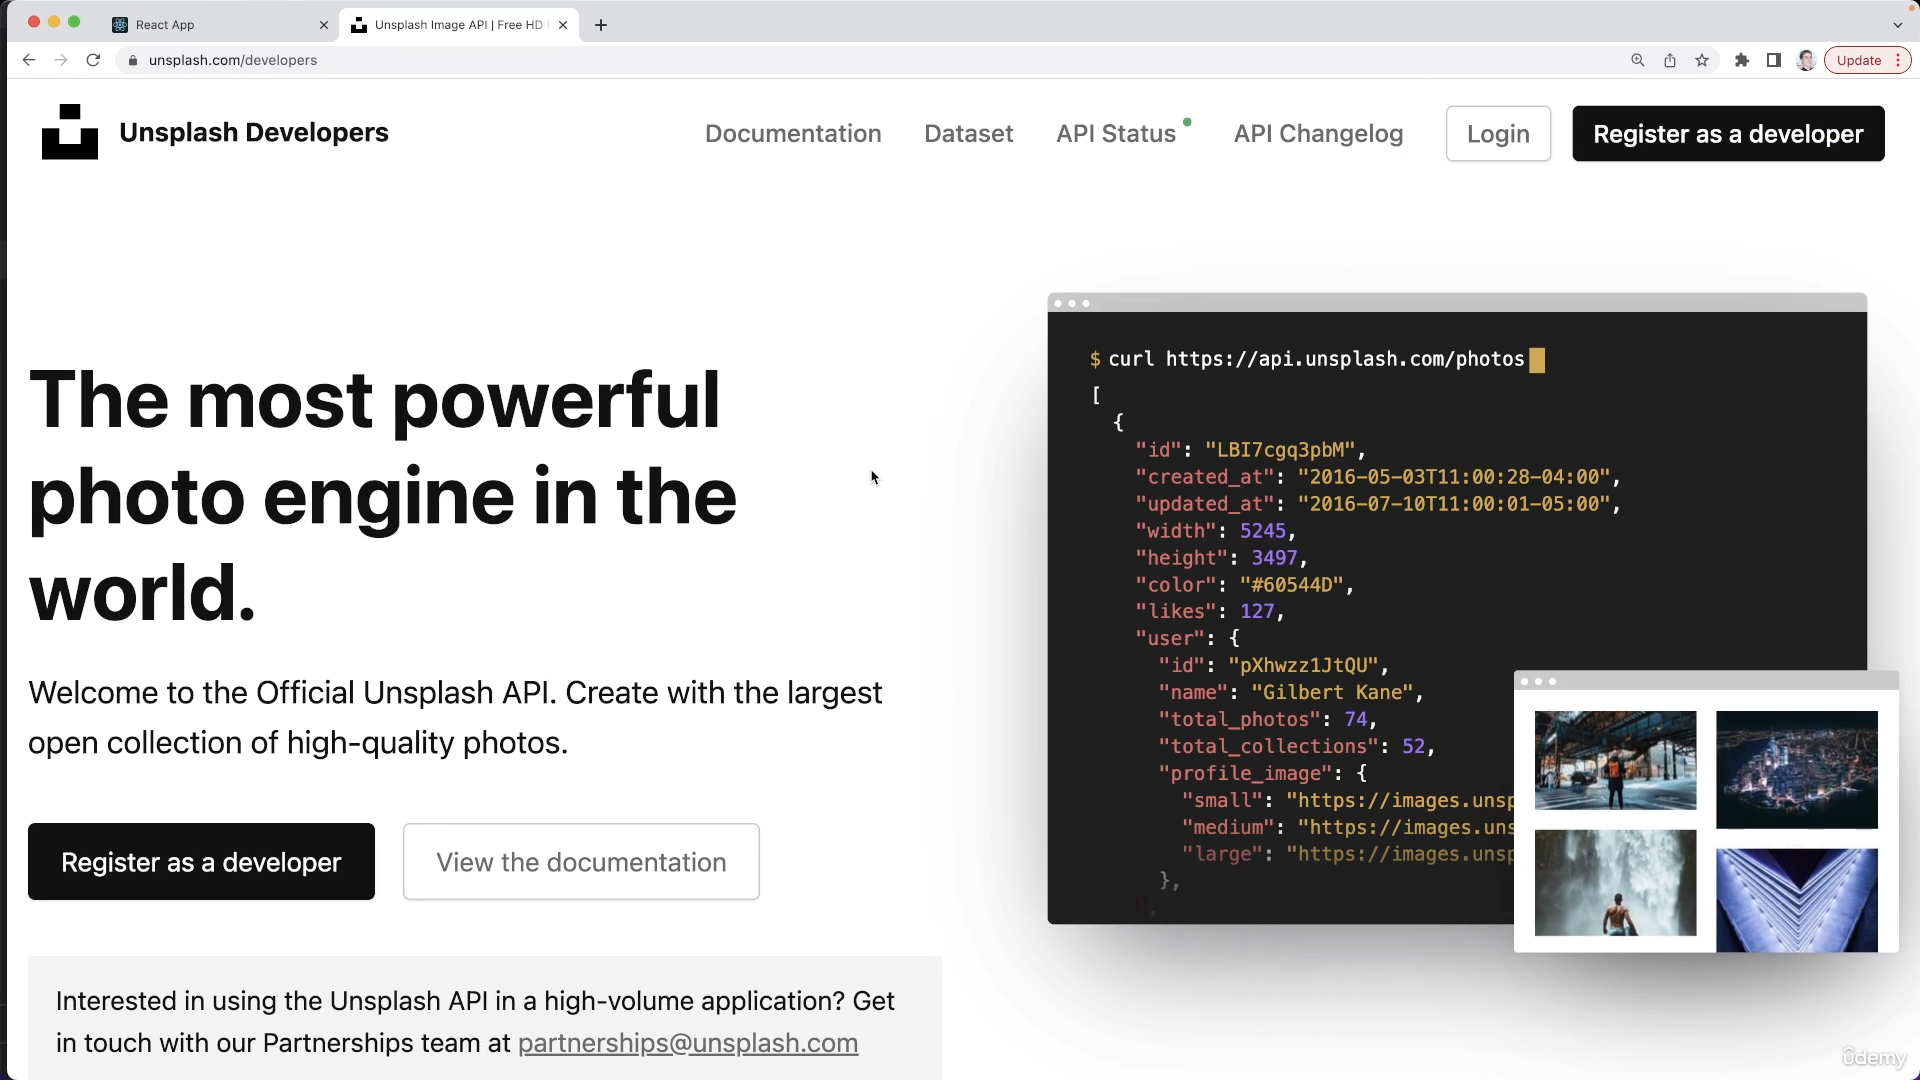 React App
Unsplash Image API | Free HD
unsplash.com/developers
Update
Unsplash Developers
Documentation
Dataset
API Status
API Changelog
Login
Register as a developer
The most powerful
photo engine in the
world.
Welcome to the Official Unsplash API. Create with the largest
open collection of high-quality photos.
Register as a developer
View the documentation
Interested in using the Unsplash API in a high-volume application? Get
in touch with our Partnerships team at partnerships@unsplash.com
$ curl https://api.unsplash.com/photos
[
{
"id": "LBI7cgq3pbM",
"created_at": "2016-05-03T11:00:28-04:00",
"updated_at": "2016-07-10T11:00:01-05:00",
"width": 5245,
"height": 3497,
"color": "#60544D",
"likes": 127,
"user": {
"id": "pXhwzz1JtQU",
"name": "Gilbert Kane",
"total_photos": 74,
"total_collections": 52,
"profile_image": {
"small": "https://images.unsp
"medium": "https://images.uns
"large": "https://images.unsp
},
udemy